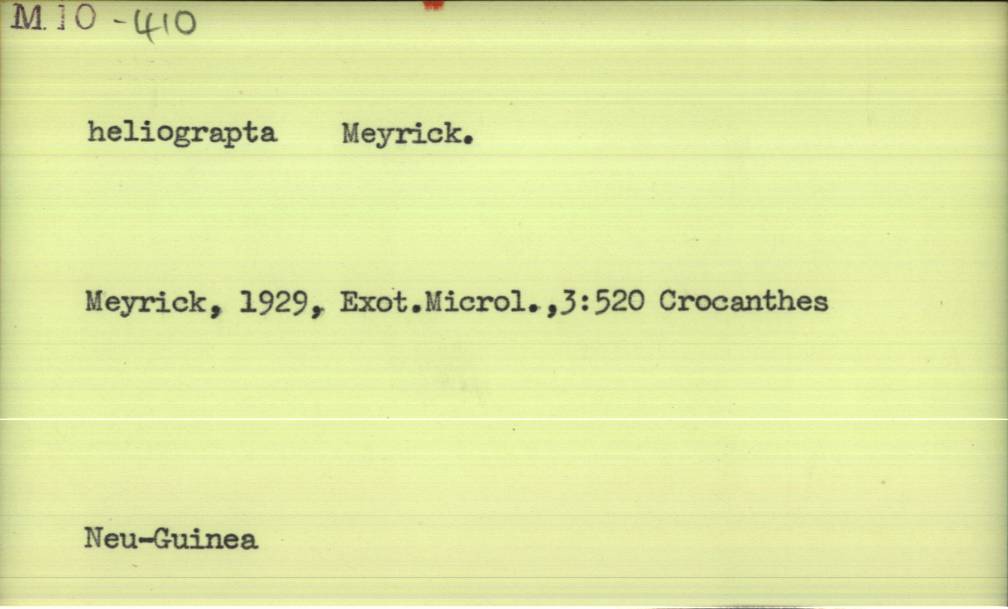 M.10 -410
heliograpta Meyrick.
Meyrick, 1929, Exot.Microl.,3:520 Crocanthes
Neu-Guinea